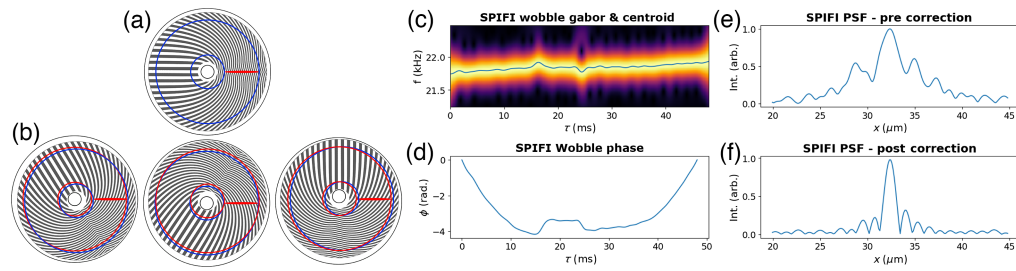 (a)
(b)
(c)
SPIFI wobble gabor & centroid
f (kHz)
22.0
21.5
0 10 20 30 40
τ (ms)
(d)
SPIFI Wobble phase
ϕ (rad.)
0
−2
−4
0 10 20 30 40 50
τ (ms)
(e)
SPIFI PSF - pre correction
Int. (arb.)
1.0
0.5
0.0
20 25 30 35 40 45
x (μm)
(f)
SPIFI PSF - post correction
Int. (arb.)
1.0
0.5
0.0
20 25 30 35 40 45
x (μm)